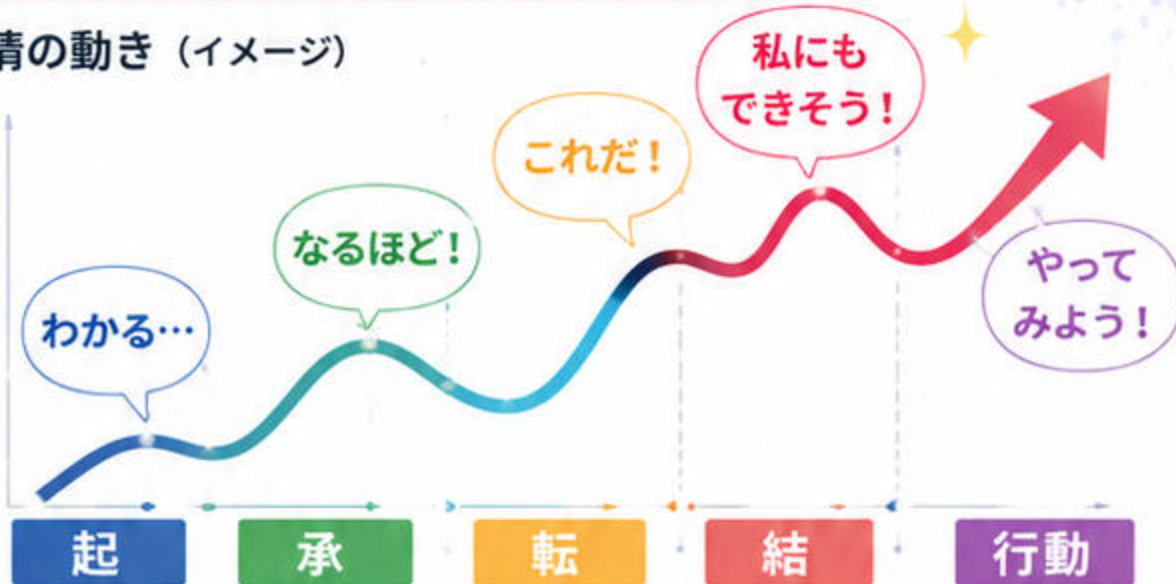 情の動き（イメージ）
わかる…
なるほど！
これだ！
私にも
できそう！
やって
みよう！
起
承
転
結
行動